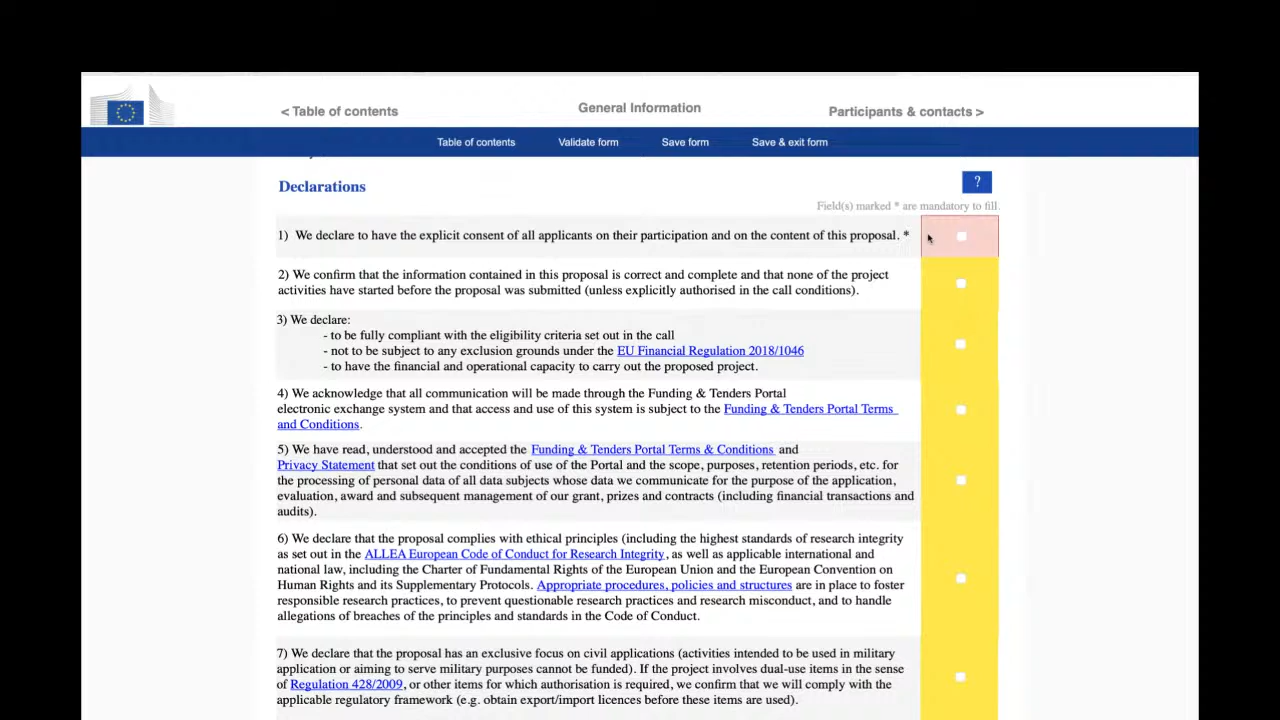 < Table of contents
General Information
Participants & contacts >
Table of contents
Validate form
Save form
Save & exit form
Declarations
?
Field(s) marked * are mandatory to fill.
1) We declare to have the explicit consent of all applicants on their participation and on the content of this proposal. *
2) We confirm that the information contained in this proposal is correct and complete and that none of the project
activities have started before the proposal was submitted (unless explicitly authorised in the call conditions).
3) We declare:
- to be fully compliant with the eligibility criteria set out in the call
- not to be subject to any exclusion grounds under the EU Financial Regulation 2018/1046
- to have the financial and operational capacity to carry out the proposed project.
4) We acknowledge that all communication will be made through the Funding & Tenders Portal
electronic exchange system and that access and use of this system is subject to the Funding & Tenders Portal Terms
and Conditions.
5) We have read, understood and accepted the Funding & Tenders Portal Terms & Conditions and
Privacy Statement that set out the conditions of use of the Portal and the scope, purposes, retention periods, etc. for
the processing of personal data of all data subjects whose data we communicate for the purpose of the application,
evaluation, award and subsequent management of our grant, prizes and contracts (including financial transactions and
audits).
6) We declare that the proposal complies with ethical principles (including the highest standards of research integrity
as set out in the ALLEA European Code of Conduct for Research Integrity, as well as applicable international and
national law, including the Charter of Fundamental Rights of the European Union and the European Convention on
Human Rights and its Supplementary Protocols. Appropriate procedures, policies and structures are in place to foster
responsible research practices, to prevent questionable research practices and research misconduct, and to handle
allegations of breaches of the principles and standards in the Code of Conduct.
7) We declare that the proposal has an exclusive focus on civil applications (activities intended to be used in military
application or aiming to serve military purposes cannot be funded). If the project involves dual-use items in the sense
of Regulation 428/2009, or other items for which authorisation is required, we confirm that we will comply with the
applicable regulatory framework (e.g. obtain export/import licences before these items are used).